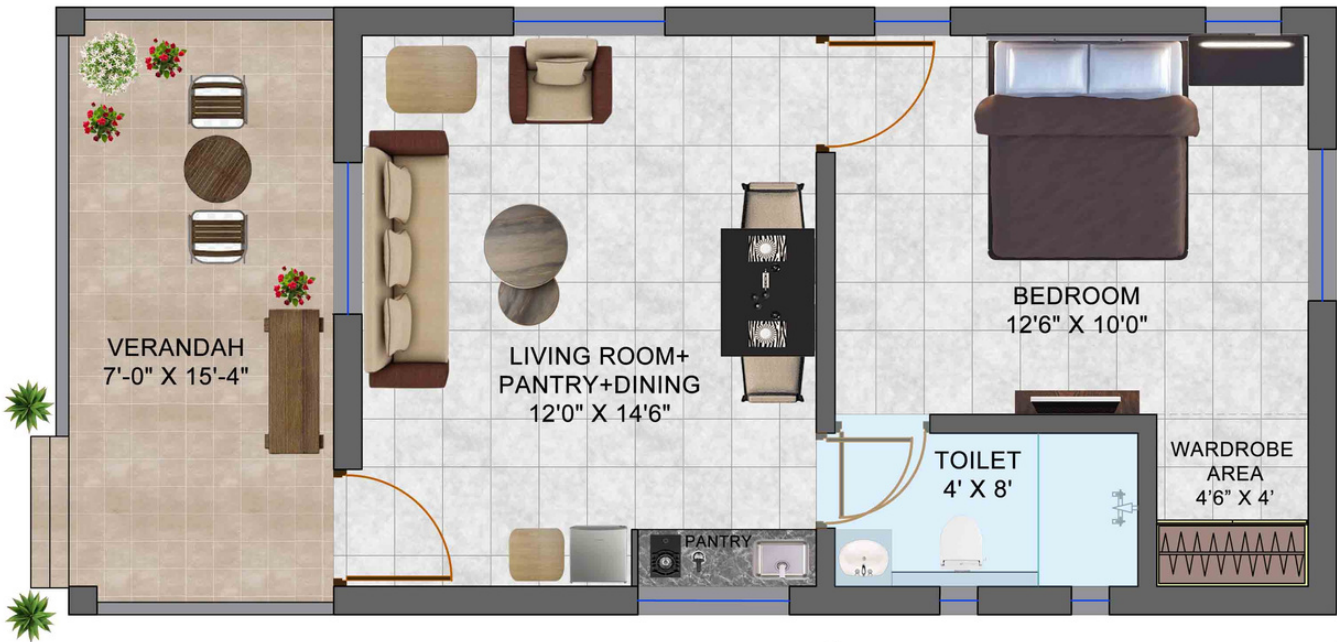 VERANDAH
7'-0" X 15'-4"
LIVING ROOM+
PANTRY+DINING
12'0" X 14'6"
PANTRY
BEDROOM
12'6" X 10'0"
TOILET
4' X 8'
WARDROBE
AREA
4'6" X 4'